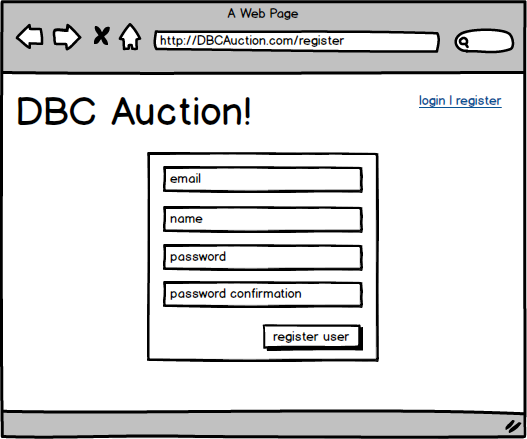 A Web Page
http://DBCAuction.com/register
DBC Auction!
login | register
email
name
password
password confirmation
register user